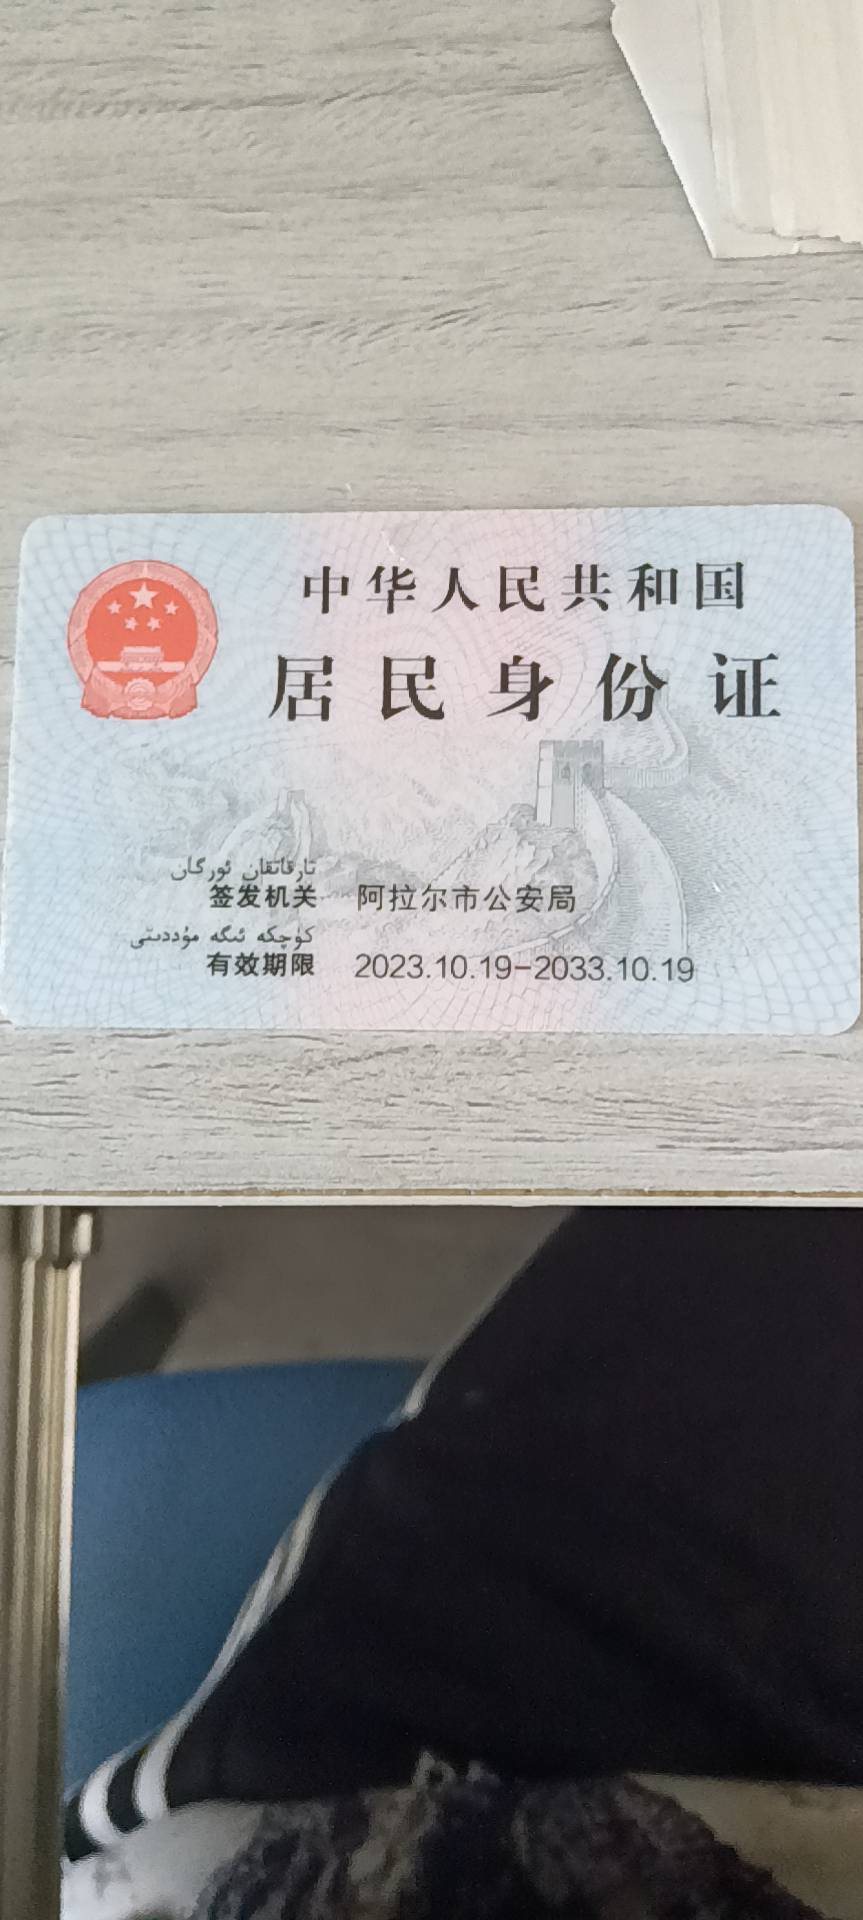 中华人民共和国
居民身份证
تارقاتقان ئورگان
签发机关 阿拉尔市公安局
كۈچكە ئىگە مۇددىتى
有效期限 2023.10.19-2033.10.19